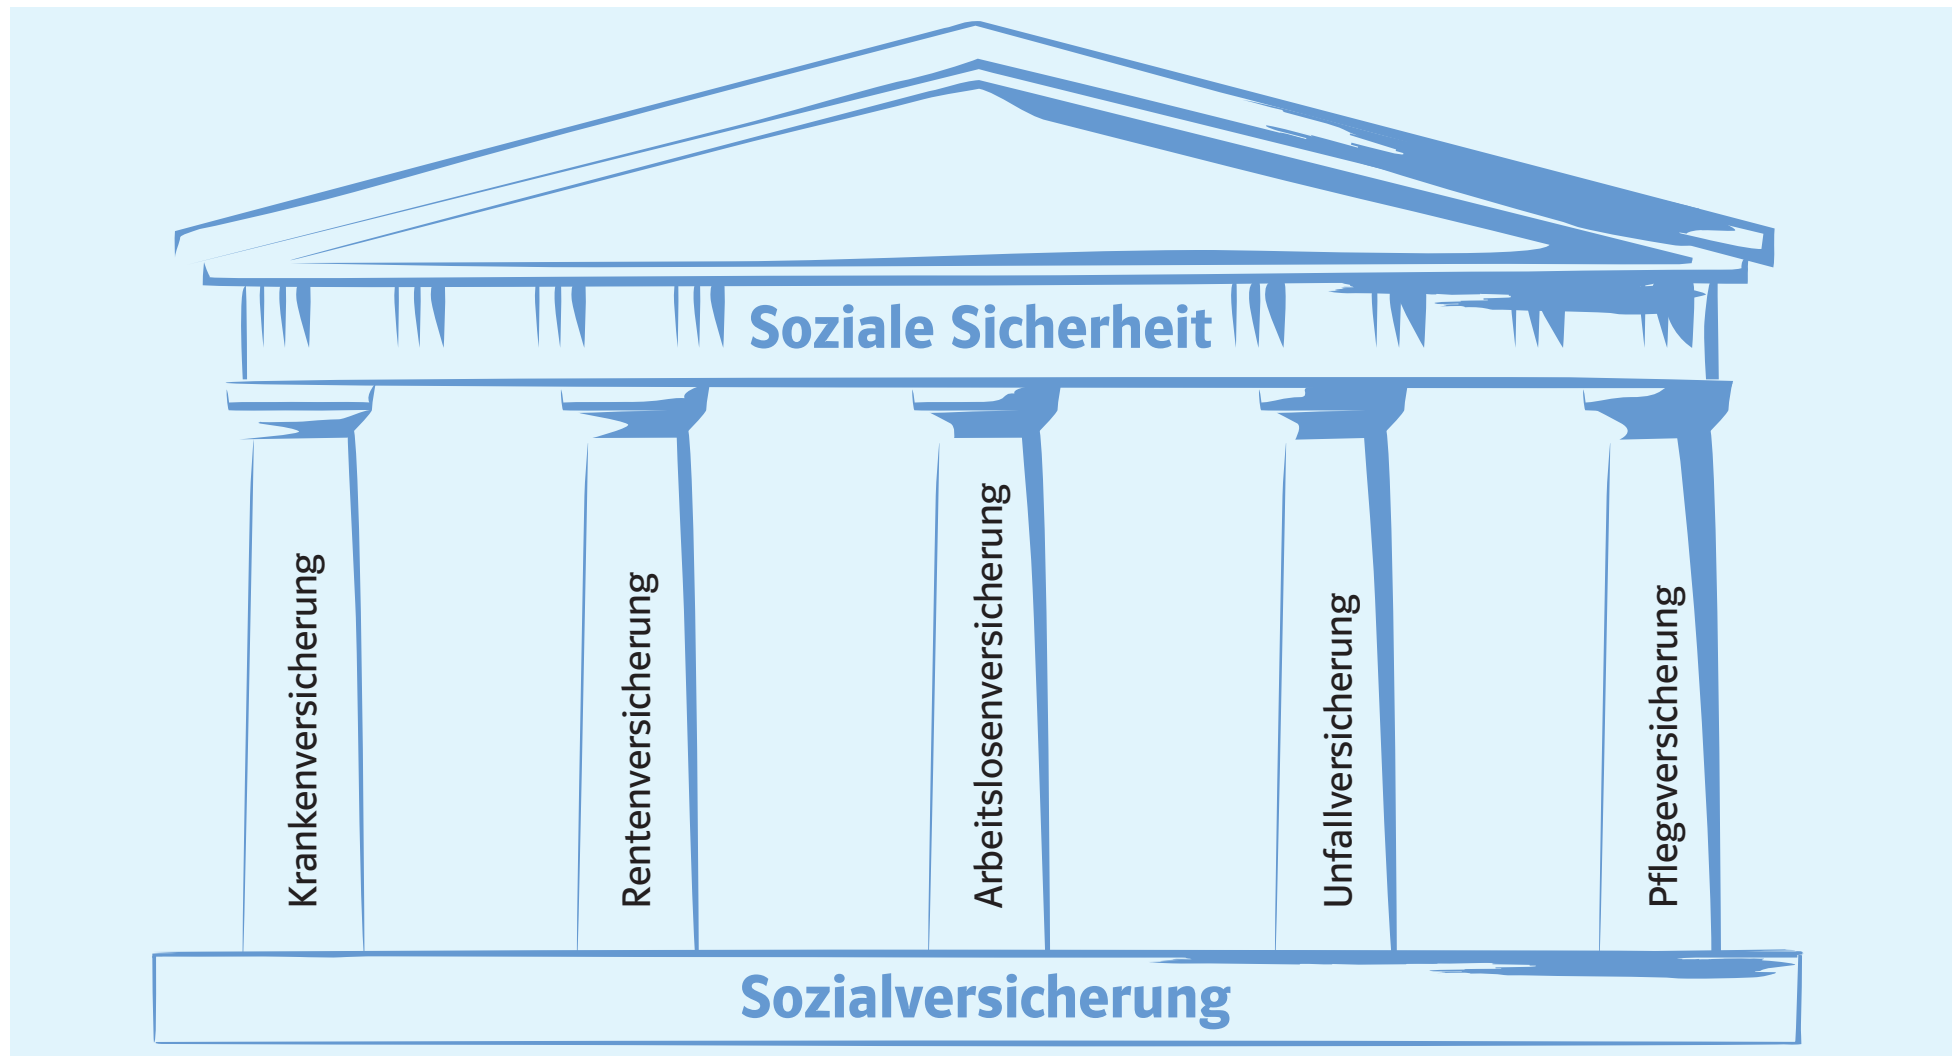 Soziale Sicherheit
Krankenversicherung
Rentenversicherung
Arbeitslosenversicherung
Unfallversicherung
Pflegeversicherung
Sozialversicherung